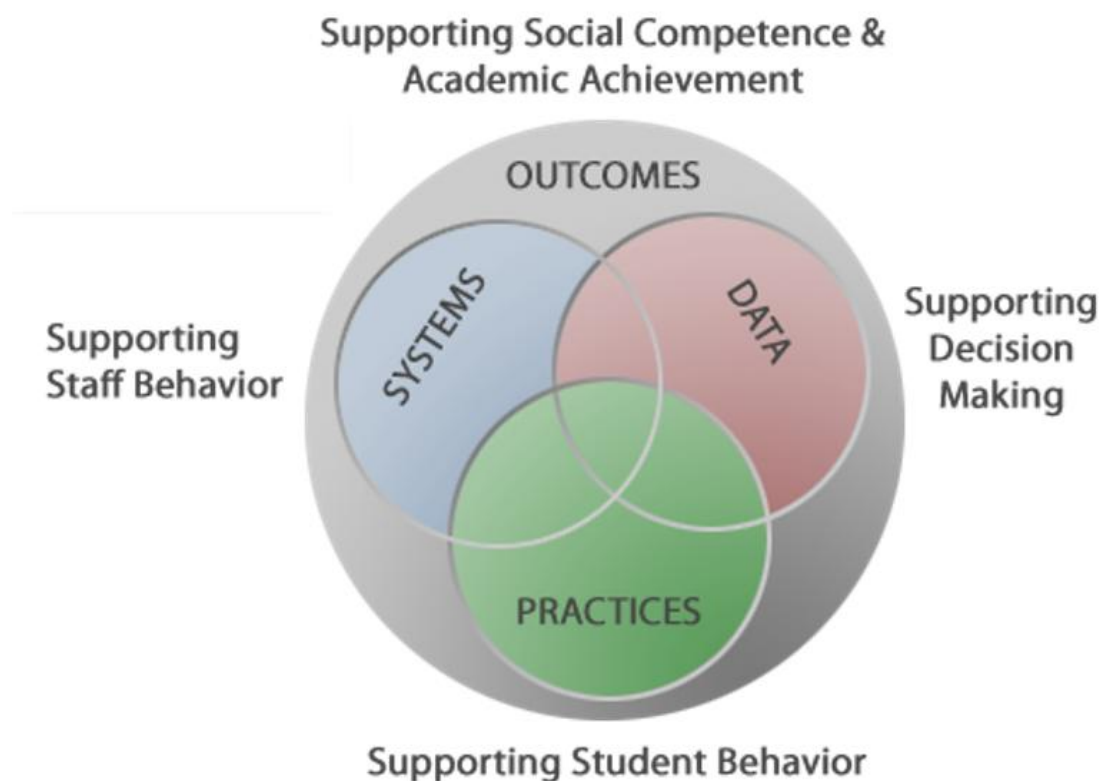 Supporting Social Competence &
Academic Achievement
OUTCOMES
SYSTEMS
DATA
Supporting
Staff Behavior
Supporting
Decision
Making
PRACTICES
Supporting Student Behavior